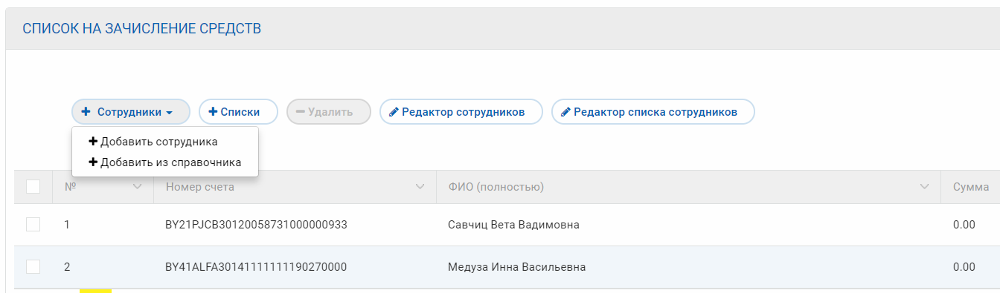 СПИСОК НА ЗАЧИСЛЕНИЕ СРЕДСТВ
Сотрудники Списки Удалить Редактор сотрудников Редактор списка сотрудников
Добавить сотрудника
Добавить из справочника
№ Номер счета ФИО (полностью) Сумма
1 BY21PJCB30120058731000000933 Савчиц Вета Вадимовна 0.00
2 BY41ALFA30141111111190270000 Медуза Инна Васильевна 0.00